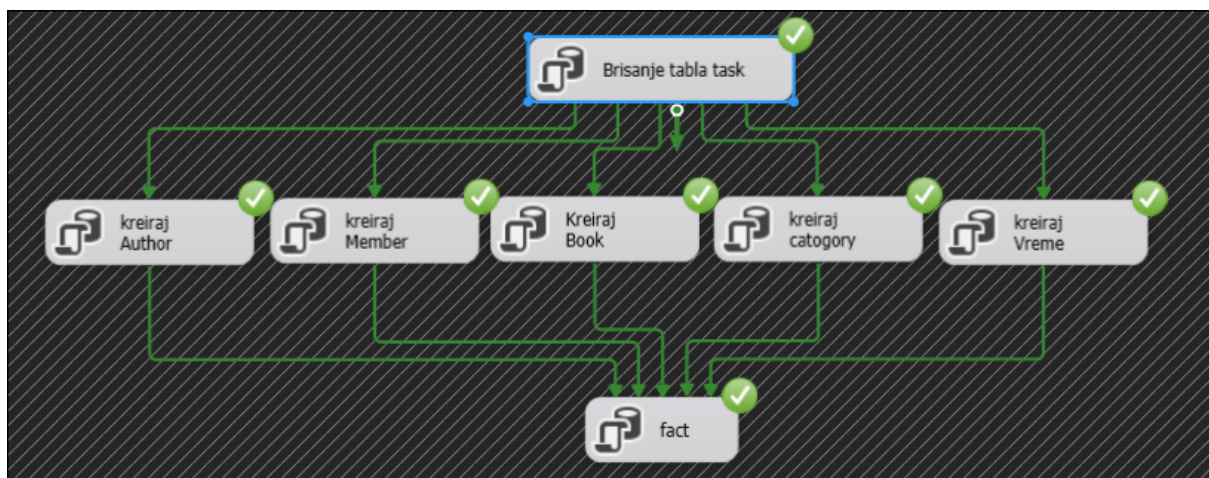 Brisanje tabla task
kreiraj
Author
kreiraj
Member
Kreiraj
Book
kreiraj
catogory
kreiraj
Vreme
fact